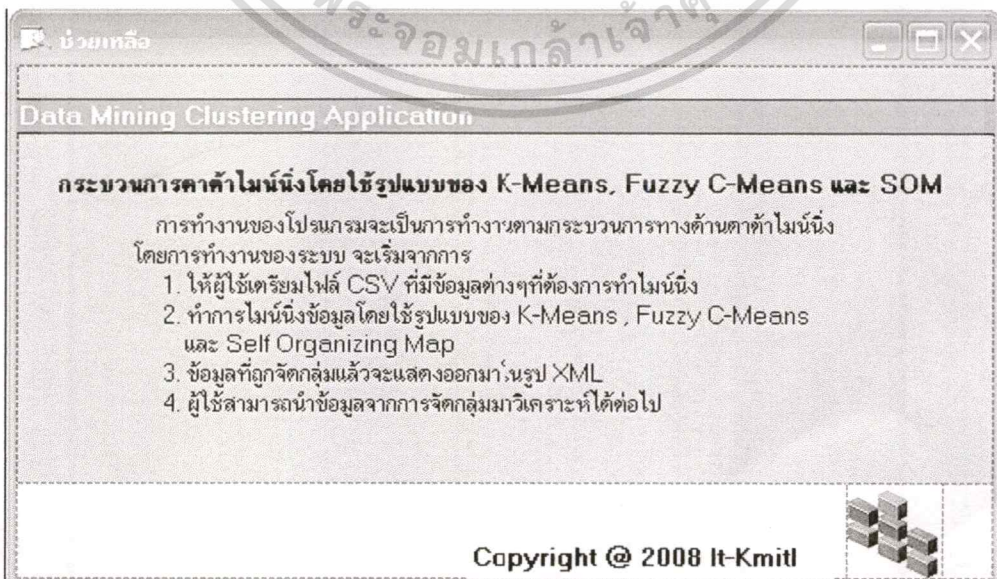 พระจอมเกล้าเจ้าคุ
ช่วยเหลือ
Data Mining Clustering Application
กระบวนการดาต้าไมน์นิ่งโดยใช้รูปแบบของ K-Means, Fuzzy C-Means และ SOM
การทำงานของโปรแกรมจะเป็นการทำงานตามกระบวนการทางด้านดาต้าไมน์นิ่ง
โดยการทำงานของระบบ จะเริ่มจากการ
1. ให้ผู้ใช้เตรียมไฟล์ CSV ที่มีข้อมูลต่างๆที่ต้องการทำไมน์นิ่ง
2. ทำการไมน์นิ่งข้อมูลโดยใช้รูปแบบของ K-Means , Fuzzy C-Means
และ Self Organizing Map
3. ข้อมูลที่ถูกจัดกลุ่มแล้วจะแสดงออกมาในรูป XML
4. ผู้ใช้สามารถนำข้อมูลจากการจัดกลุ่มมาวิเคราะห์ได้ต่อไป
Copyright @ 2008 It-Kmitl